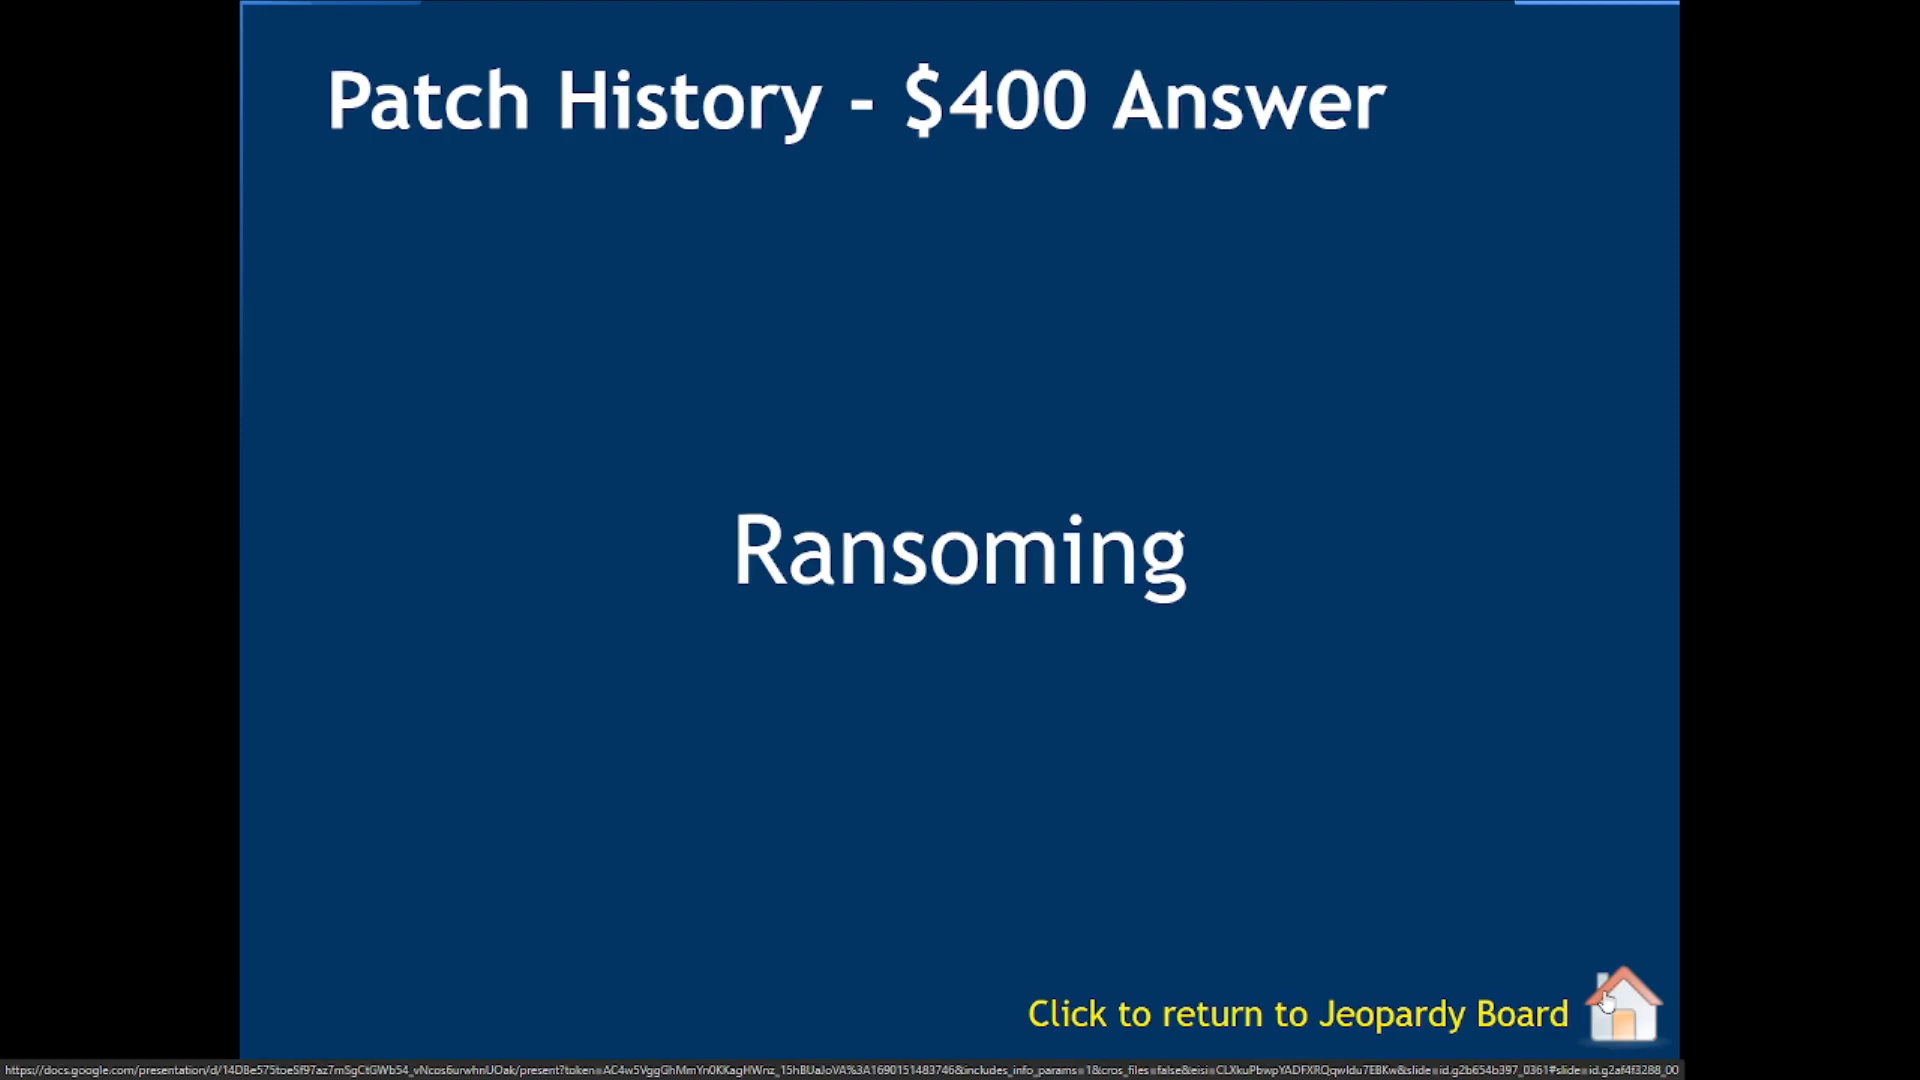 Patch History - $400 Answer
Ransoming
Click to return to Jeopardy Board